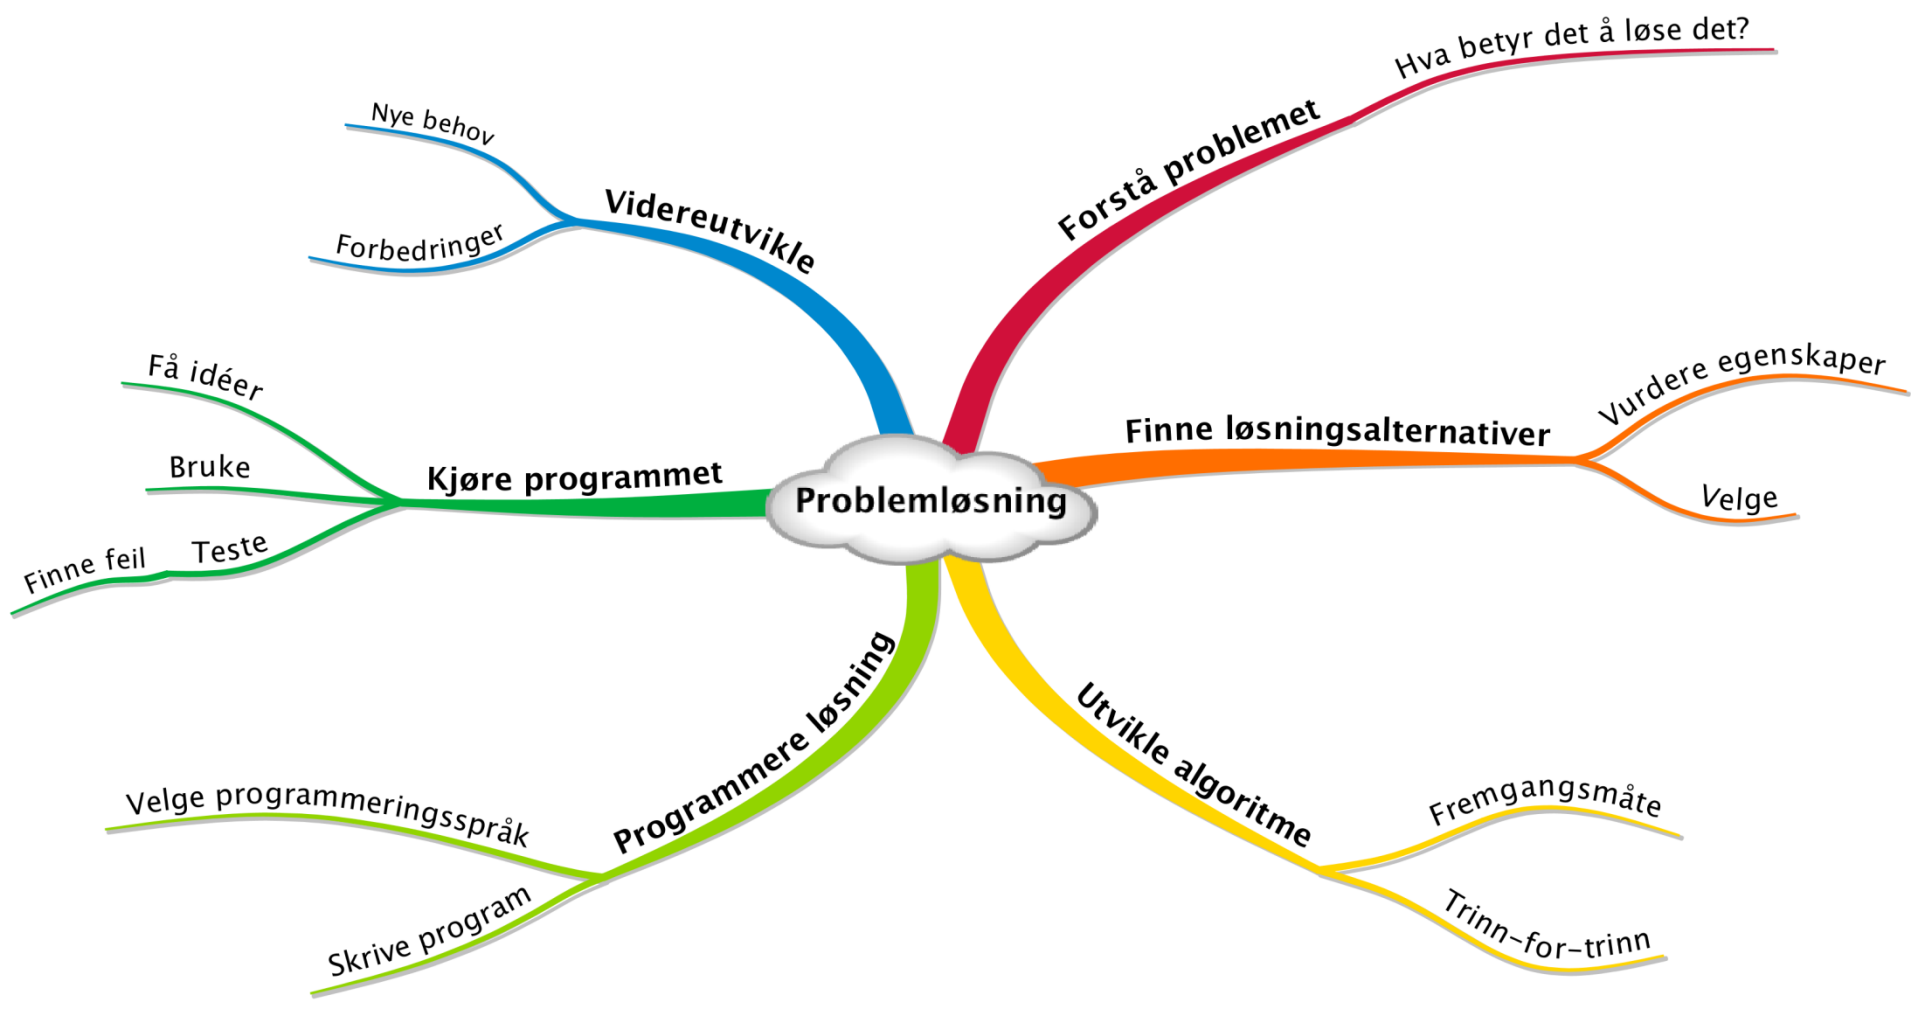 Problemløsning
Forstå problemet
Hva betyr det å løse det?
Finne løsningsalternativer
Vurdere egenskaper
Velge
Utvikle algoritme
Fremgangsmåte
Trinn-for-trinn
Programmere løsning
Velge programmeringsspråk
Skrive program
Kjøre programmet
Få idéer
Bruke
Teste
Finne feil
Videreutvikle
Nye behov
Forbedringer